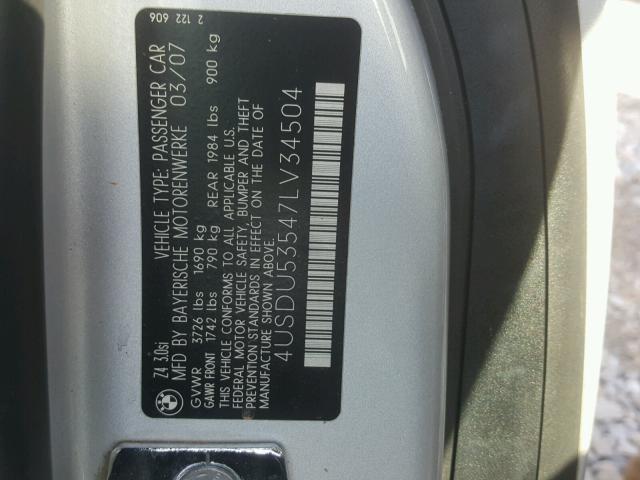 Z4 3.0si VEHICLE TYPE: PASSENGER CAR
MFD BY BAYERISCHE MOTORENWERKE 03/07
GVWR 3726 lbs 1690 kg
GAWR FRONT 1742 lbs 790 kg REAR 1984 lbs 900 kg
THIS VEHICLE CONFORMS TO ALL APPLICABLE U.S.
FEDERAL MOTOR VEHICLE SAFETY, BUMPER AND THEFT
PREVENTION STANDARDS IN EFFECT ON THE DATE OF
MANUFACTURE SHOWN ABOVE.
4USDU53547LV34504
2 122 606